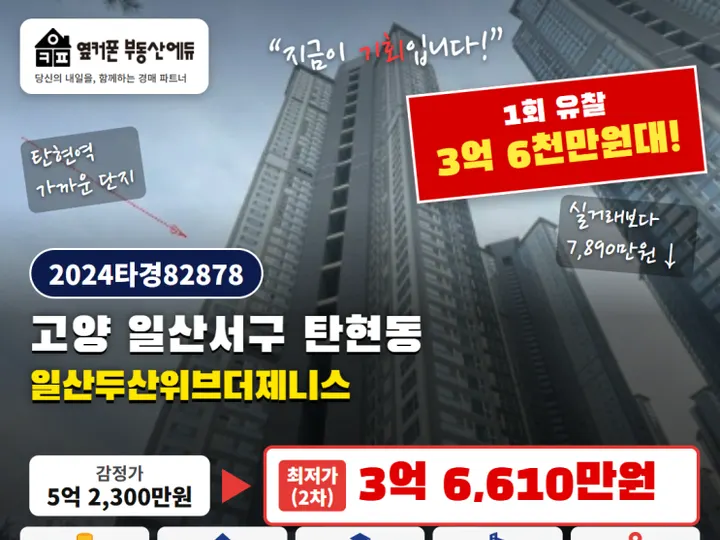 옆커폰 부동산에듀
당신의 내일을, 함께하는 경매 파트너
“지금이 기회입니다!”
1회 유찰
3억 6천만원대!
탄현역
가까운 단지
실거래보다
7,890만원 ↓
2024타경82878
고양 일산서구 탄현동
일산두산위브더제니스
감정가
5억 2,300만원
최저가
(2차)
3억 6,610만원